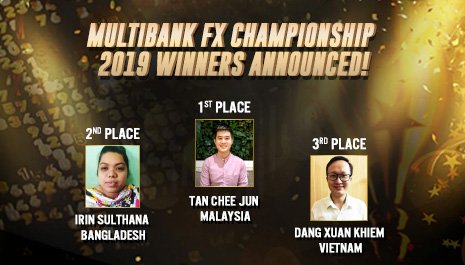 MULTIBANK FX CHAMPIONSHIP
2019 WINNERS ANNOUNCED!
1ST PLACE
TAN CHEE JUN
MALAYSIA
2ND PLACE
IRIN SULTHANA
BANGLADESH
3RD PLACE
DANG XUAN KHIEM
VIETNAM